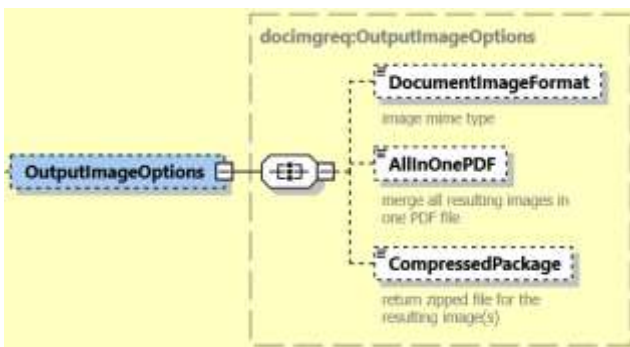 docimgreq:OutputImageOptions
DocumentImageFormat
image mime type
OutputImageOptions
AllInOnePDF
merge all resulting images in
one PDF file
CompressedPackage
return zipped file for the
resulting image(s)